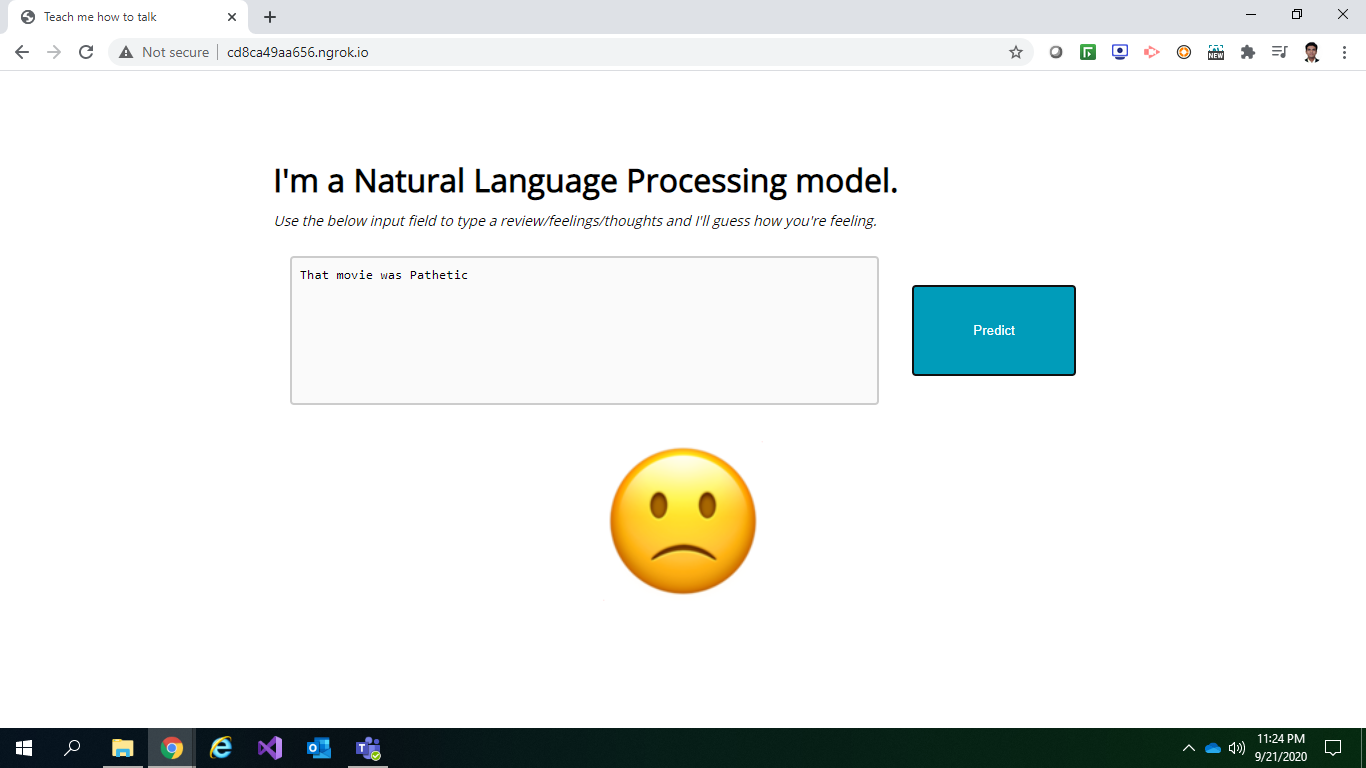 Teach me how to talk
Not secure
cd8ca49aa656.ngrok.io
NEW
I'm a Natural Language Processing model.
Use the below input field to type a review/feelings/thoughts and I'll guess how you're feeling.
That movie was Pathetic
Predict
11:24 PM
9/21/2020